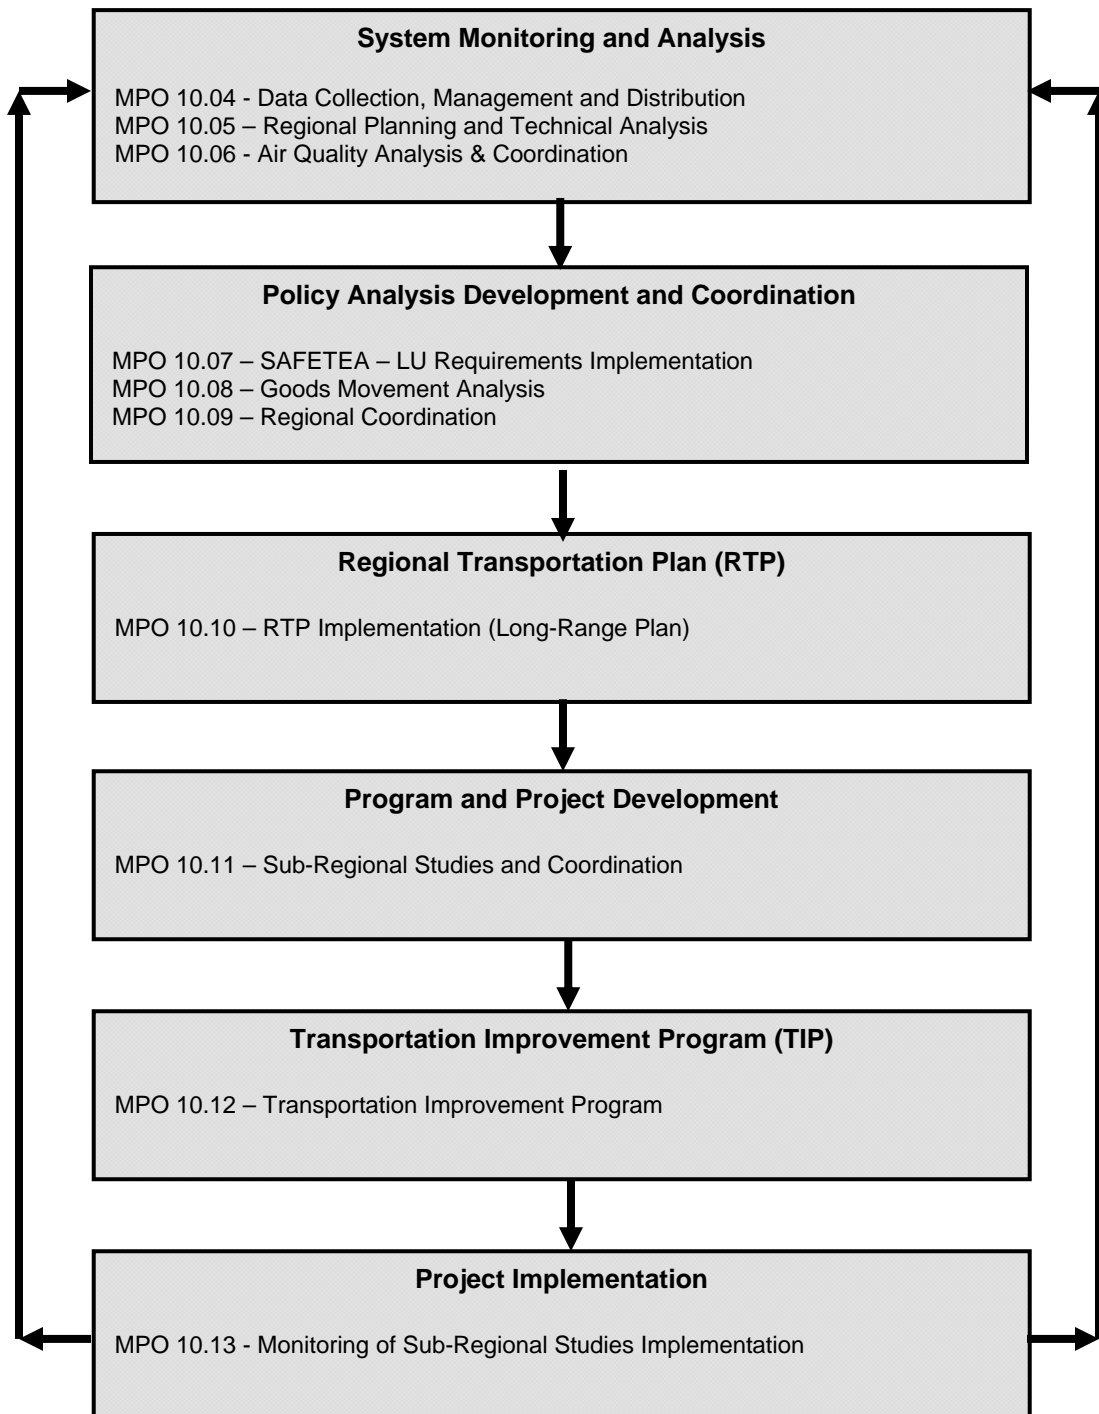 System Monitoring and Analysis
MPO 10.04 - Data Collection, Management and Distribution
MPO 10.05 – Regional Planning and Technical Analysis
MPO 10.06 - Air Quality Analysis & Coordination
Policy Analysis Development and Coordination
MPO 10.07 – SAFETEA – LU Requirements Implementation
MPO 10.08 – Goods Movement Analysis
MPO 10.09 – Regional Coordination
Regional Transportation Plan (RTP)
MPO 10.10 – RTP Implementation (Long-Range Plan)
Program and Project Development
MPO 10.11 – Sub-Regional Studies and Coordination
Transportation Improvement Program (TIP)
MPO 10.12 – Transportation Improvement Program
Project Implementation
MPO 10.13 - Monitoring of Sub-Regional Studies Implementation